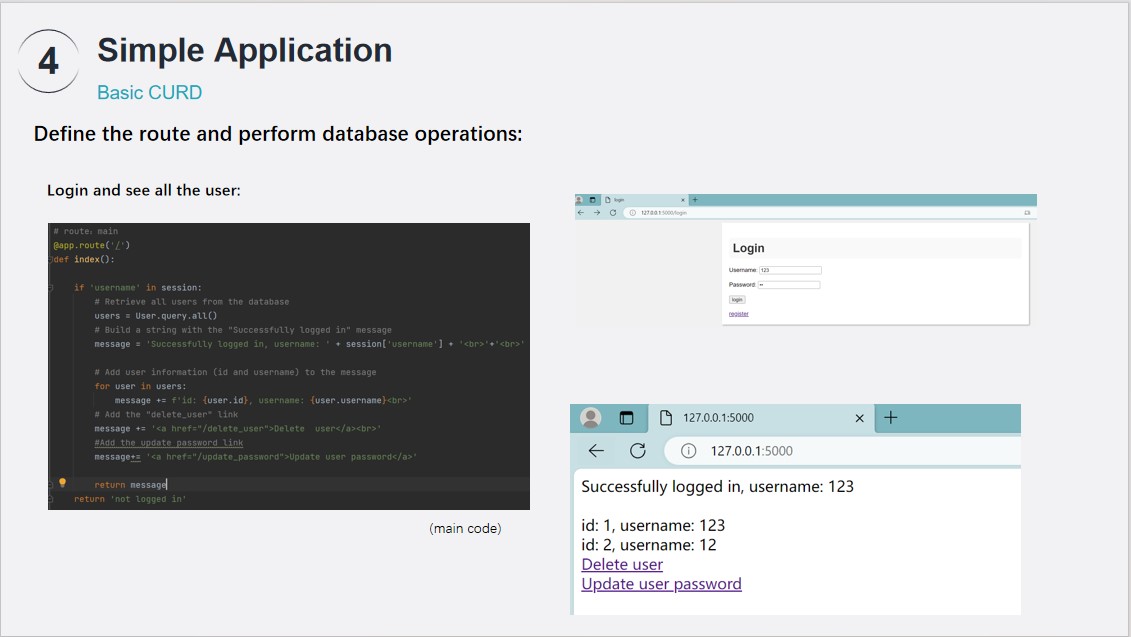 4
Simple Application
Basic CURD
Define the route and perform database operations:
Login and see all the user:
# route: main
@app.route('/')
def index():
if 'username' in session:
# Retrieve all users from the database
users = User.query.all()
# Build a string with the "Successfully logged in" message
message = 'Successfully logged in, username: ' + session['username'] + '<br>'+'<br>'
# Add user information (id and username) to the message
for user in users:
message += f'id: {user.id}, username: {user.username}<br>'
# Add the "delete_user" link
message += '<a href="/delete_user">Delete  user</a><br>'
#Add the update password link
message+= '<a href="/update_password">Update user password</a>'
return message
return 'not logged in'
(main code)
login
127.0.0.1:5000/login
Login
Username: 123
Password: ••
login
register
127.0.0.1:5000
127.0.0.1:5000
Successfully logged in, username: 123
id: 1, username: 123
id: 2, username: 12
Delete user
Update user password